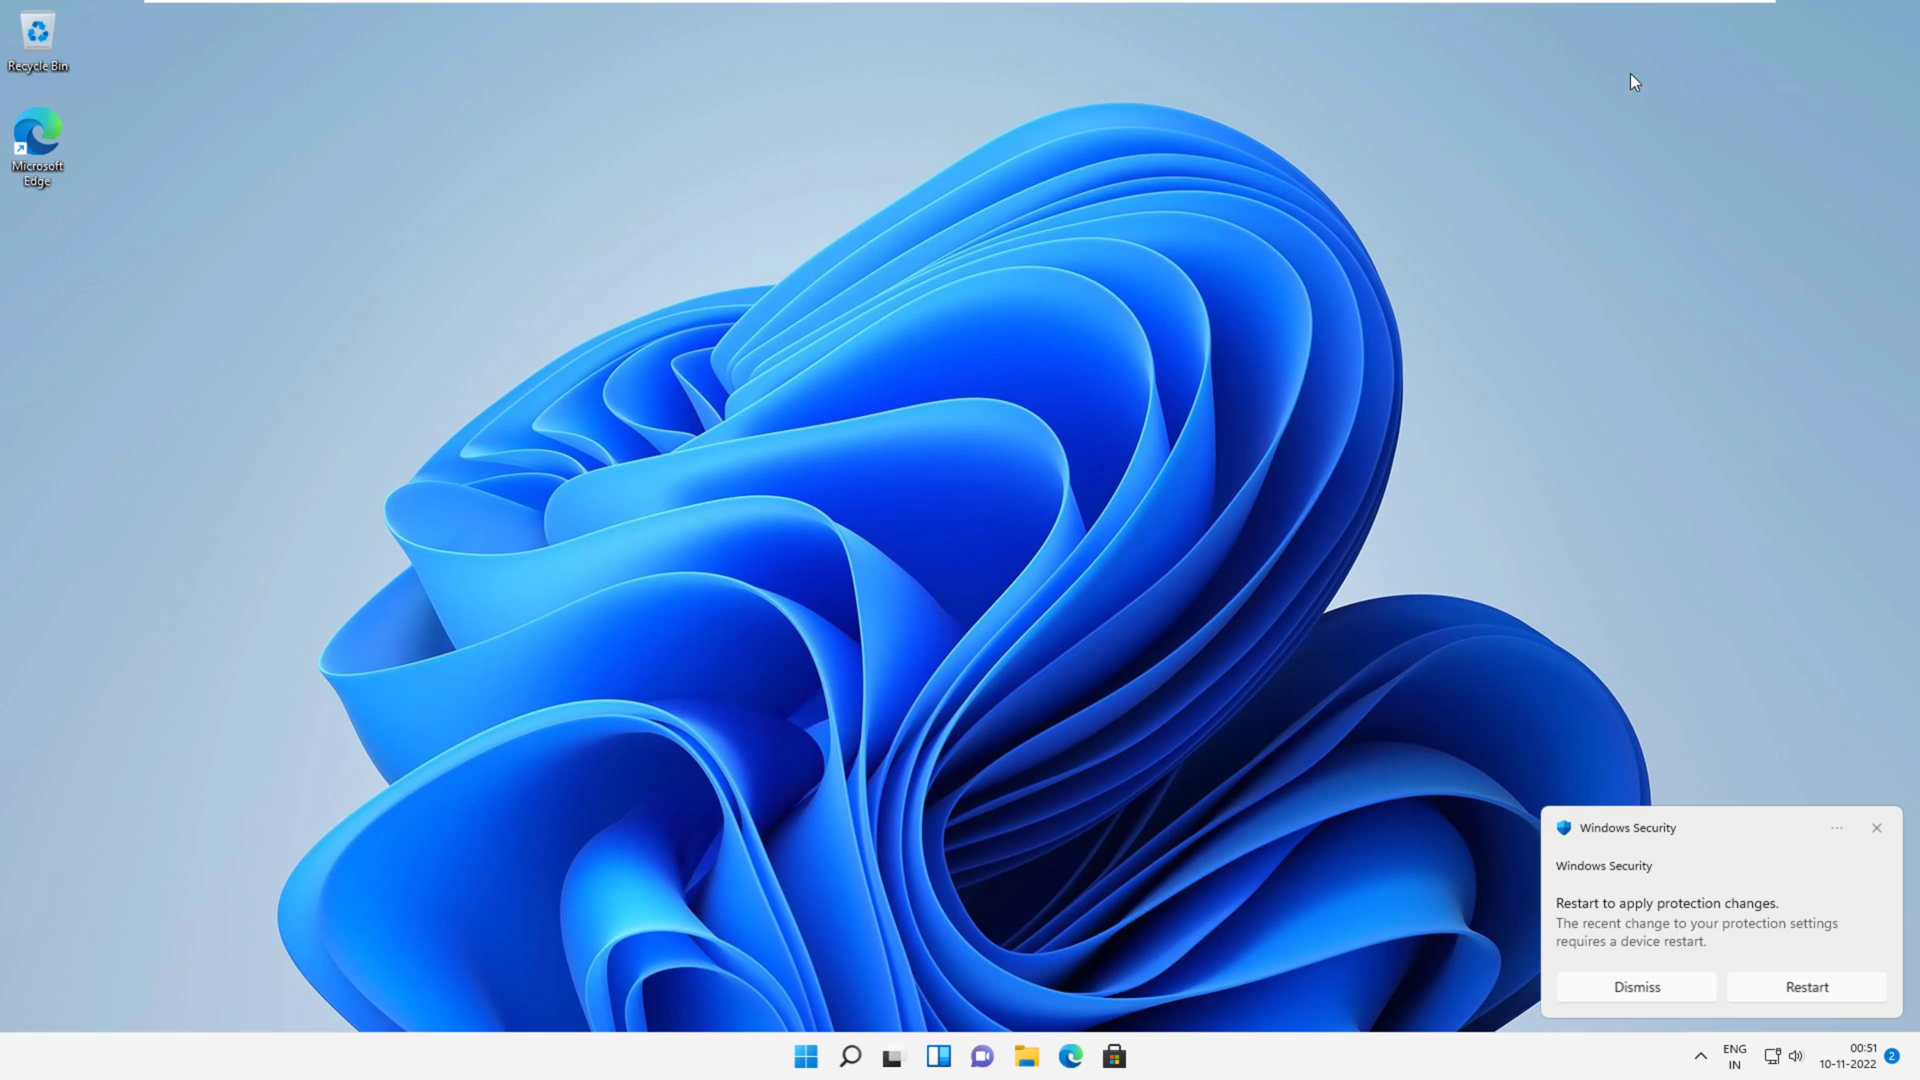 Recycle Bin
Microsoft
Edge
Windows Security
Windows Security
Restart to apply protection changes.
The recent change to your protection settings
requires a device restart.
Dismiss
Restart
ENG
IN
00:51
10-11-2022
2